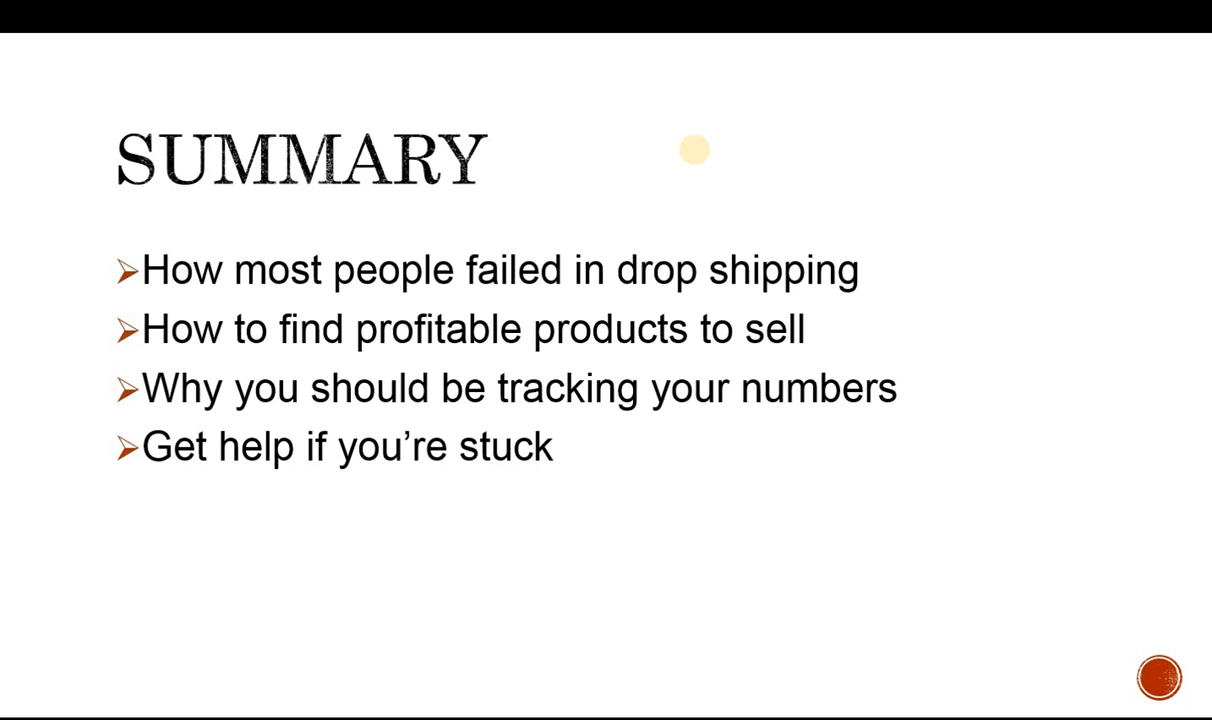 SUMMARY
➢How most people failed in drop shipping
➢How to find profitable products to sell
➢Why you should be tracking your numbers
➢Get help if you’re stuck